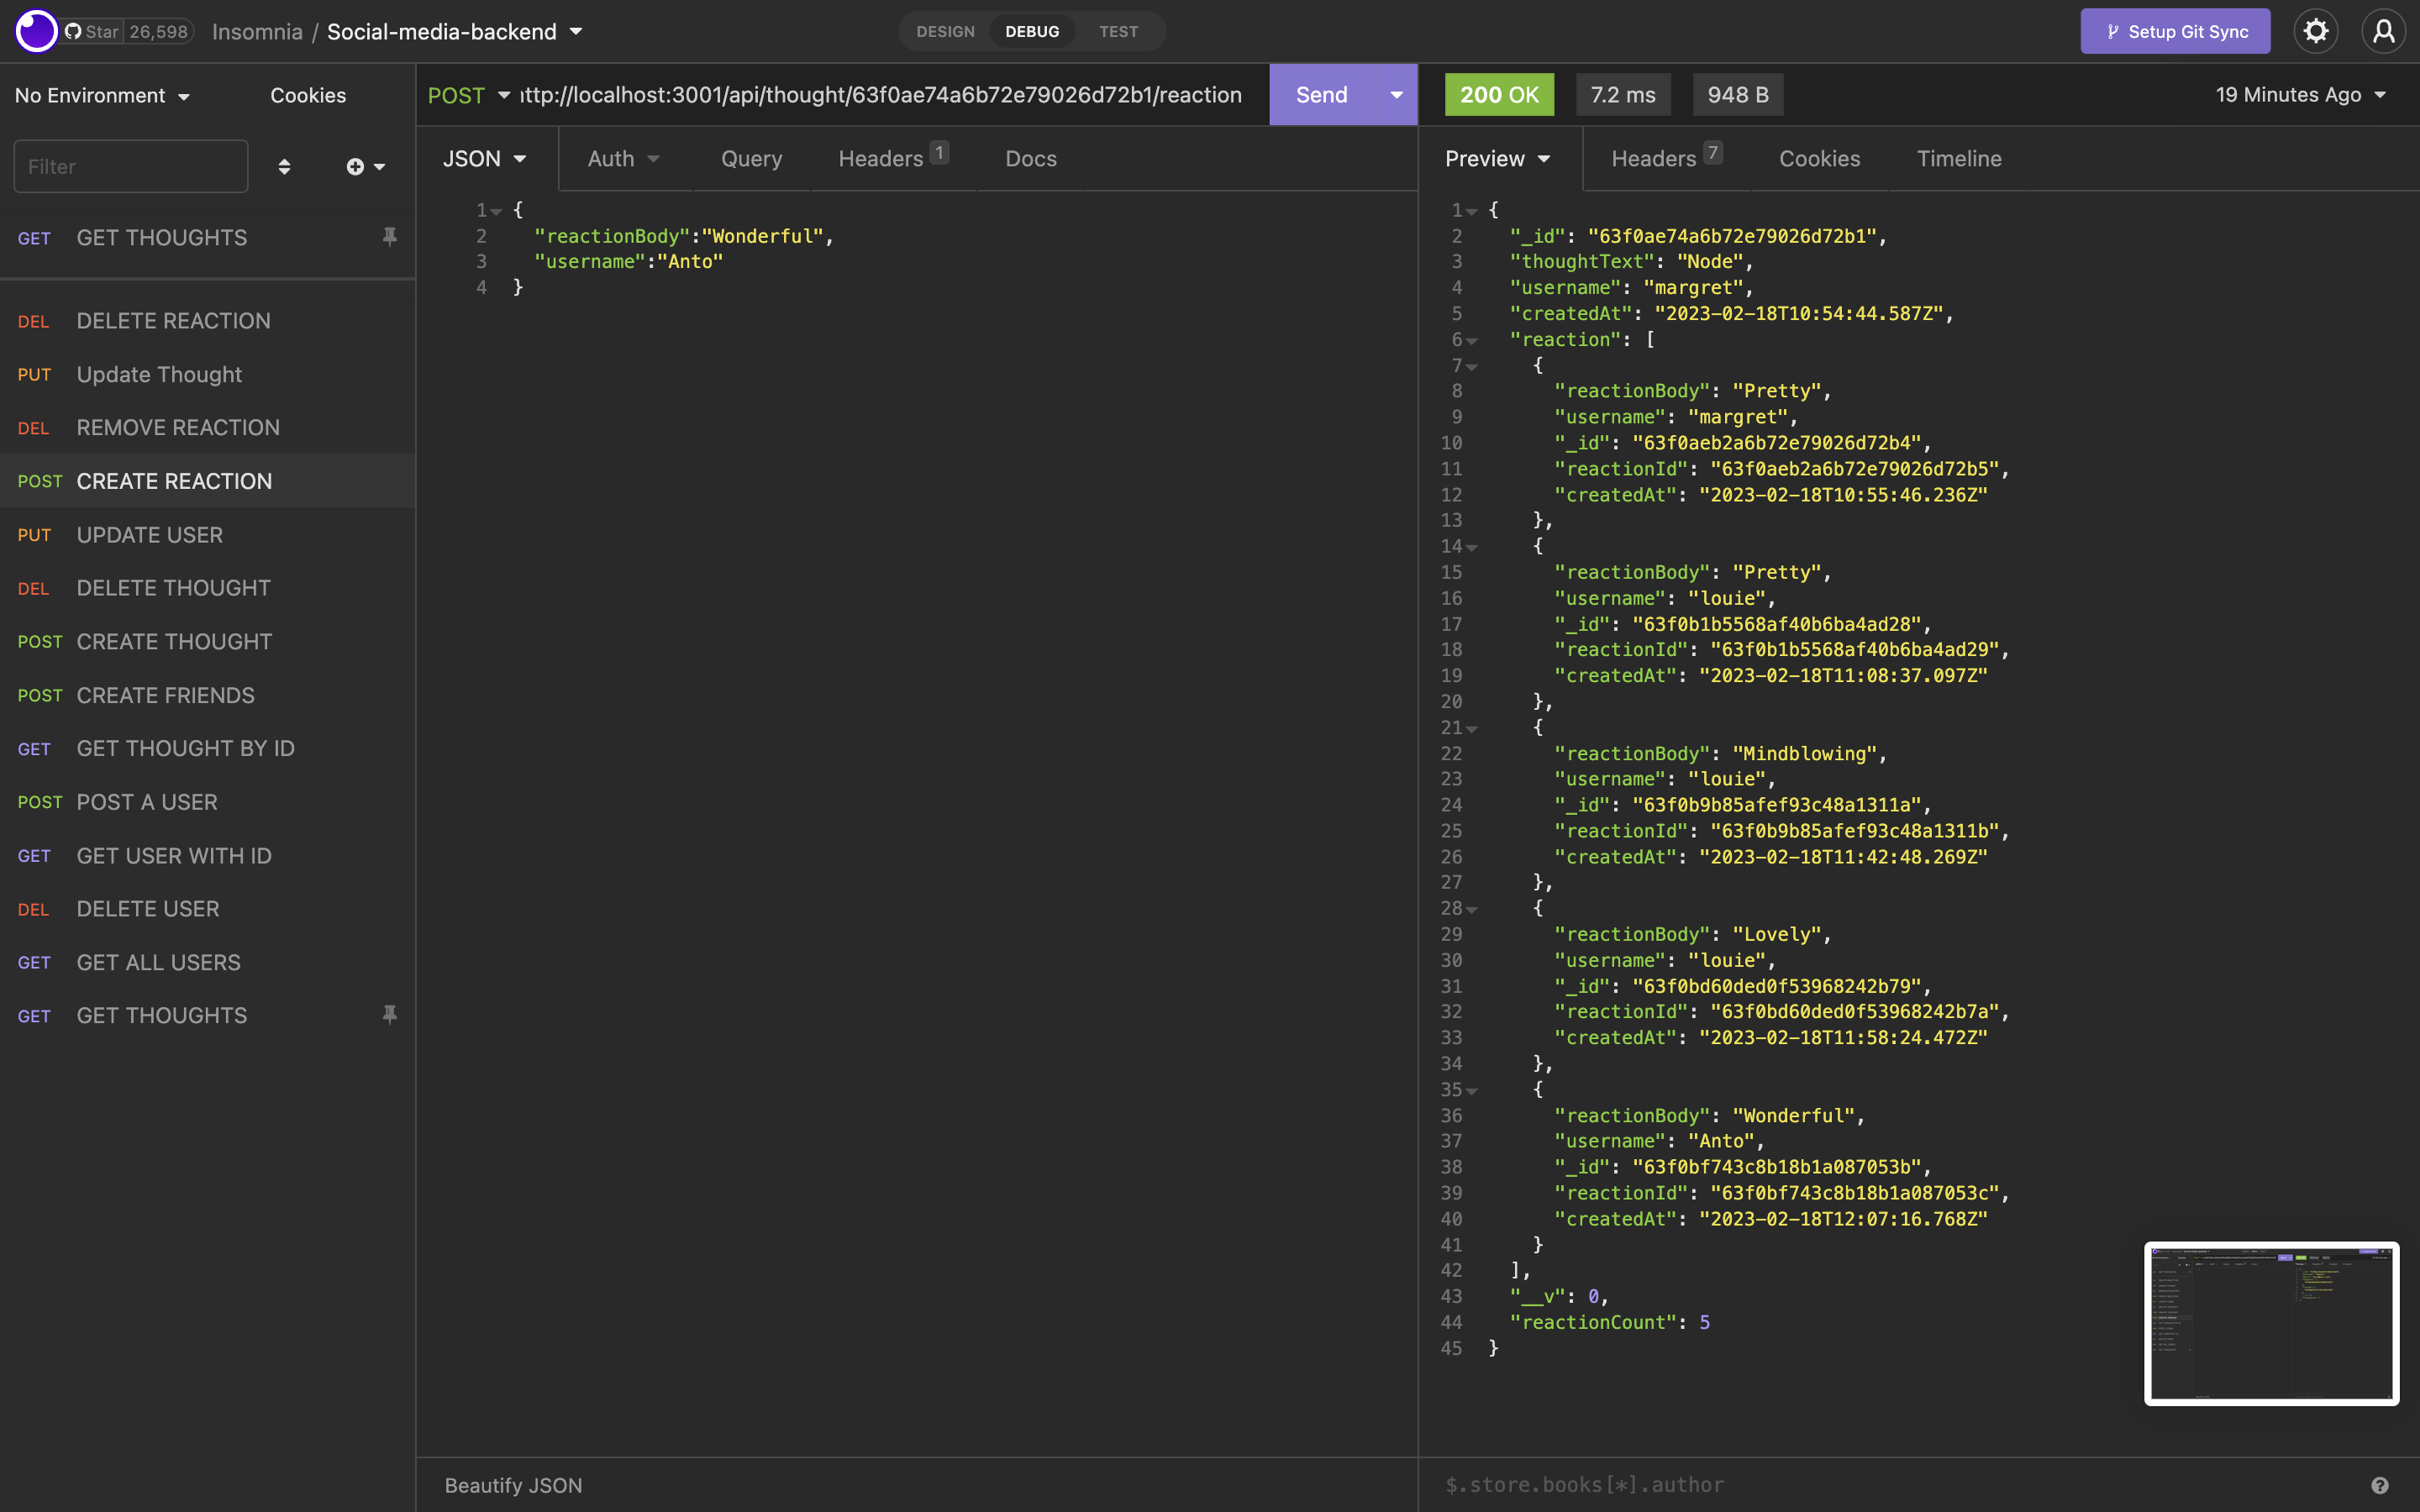 Star 26,598 Insomnia / Social-media-backend
DESIGN DEBUG TEST
Setup Git Sync
No Environment Cookies
POST ttp://localhost:3001/api/thought/63f0ae74a6b72e79026d72b1/reaction Send
200 OK 7.2 ms 948 B 19 Minutes Ago
Filter
GET GET THOUGHTS
DEL DELETE REACTION
PUT Update Thought
DEL REMOVE REACTION
POST CREATE REACTION
PUT UPDATE USER
DEL DELETE THOUGHT
POST CREATE THOUGHT
POST CREATE FRIENDS
GET GET THOUGHT BY ID
POST POST A USER
GET GET USER WITH ID
DEL DELETE USER
GET GET ALL USERS
GET GET THOUGHTS
JSON Auth Query Headers 1 Docs
1 {
2 "reactionBody":"Wonderful",
3 "username":"Anto"
4 }
Beautify JSON
Preview Headers 7 Cookies Timeline
1 {
2 "_id": "63f0ae74a6b72e79026d72b1",
3 "thoughtText": "Node",
4 "username": "margret",
5 "createdAt": "2023-02-18T10:54:44.587Z",
6 "reaction": [
7 {
8 "reactionBody": "Pretty",
9 "username": "margret",
10 "_id": "63f0aeb2a6b72e79026d72b4",
11 "reactionId": "63f0aeb2a6b72e79026d72b5",
12 "createdAt": "2023-02-18T10:55:46.236Z"
13 },
14 {
15 "reactionBody": "Pretty",
16 "username": "louie",
17 "_id": "63f0b1b5568af40b6ba4ad28",
18 "reactionId": "63f0b1b5568af40b6ba4ad29",
19 "createdAt": "2023-02-18T11:08:37.097Z"
20 },
21 {
22 "reactionBody": "Mindblowing",
23 "username": "louie",
24 "_id": "63f0b9b85afef93c48a1311a",
25 "reactionId": "63f0b9b85afef93c48a1311b",
26 "createdAt": "2023-02-18T11:42:48.269Z"
27 },
28 {
29 "reactionBody": "Lovely",
30 "username": "louie",
31 "_id": "63f0bd60ded0f53968242b79",
32 "reactionId": "63f0bd60ded0f53968242b7a",
33 "createdAt": "2023-02-18T11:58:24.472Z"
34 },
35 {
36 "reactionBody": "Wonderful",
37 "username": "Anto",
38 "_id": "63f0bf743c8b18b1a087053b",
39 "reactionId": "63f0bf743c8b18b1a087053c",
40 "createdAt": "2023-02-18T12:07:16.768Z"
41 }
42 ],
43 "__v": 0,
44 "reactionCount": 5
45 }
$.store.books[*].author